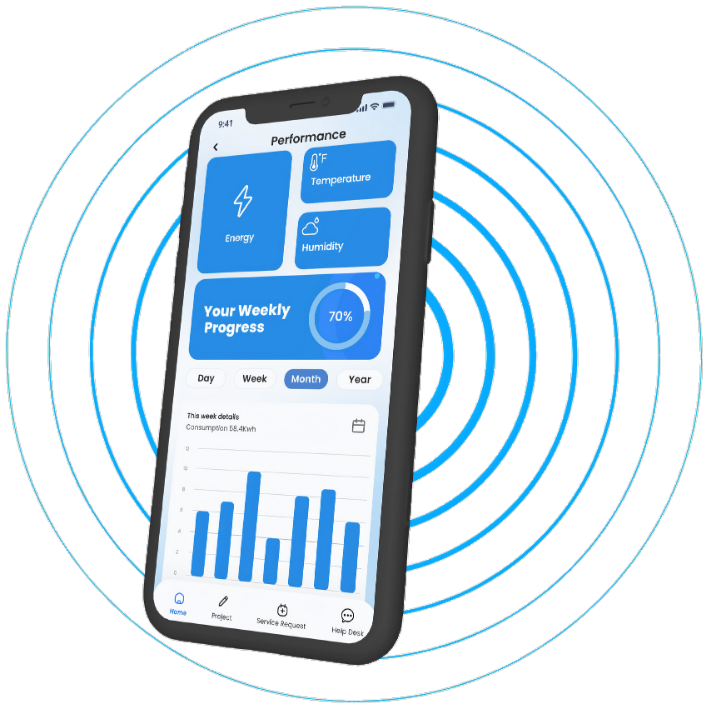 9:41
Performance
°F
Temperature
Energy
Humidity
Your Weekly
Progress
70%
Day
Week
Month
Year
This week details
Consumption 58.4Kwh
12
10
8
6
4
2
0
Home
Project
Service Request
Help Desk